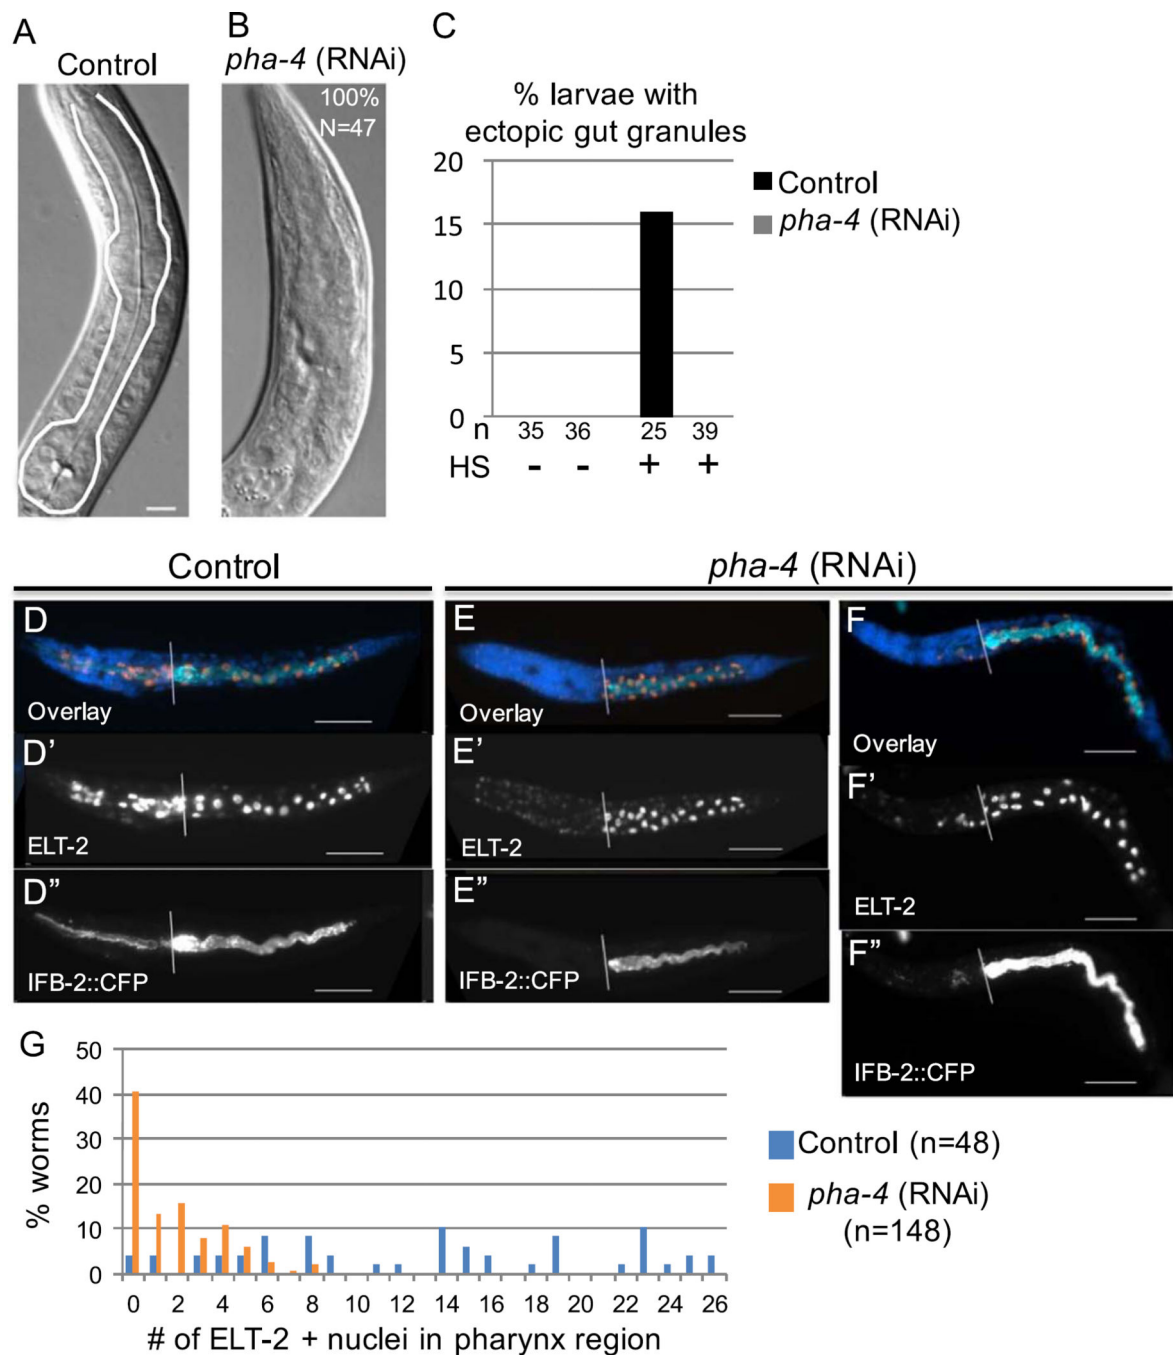 A
Control
B
pha-4 (RNAi)
100%
N=47
C
% larvae with
ectopic gut granules
20
15
10
5
0
n 35 36 25 39
HS - - + +
Control
pha-4 (RNAi)
Control
pha-4 (RNAi)
D
Overlay
D'
ELT-2
D"
IFB-2::CFP
E
Overlay
E'
ELT-2
E"
IFB-2::CFP
F
Overlay
F'
ELT-2
F"
IFB-2::CFP
G
% worms
50
40
30
20
10
0
0 2 4 6 8 10 12 14 16 18 20 22 24 26
# of ELT-2 + nuclei in pharynx region
Control (n=48)
pha-4 (RNAi)
(n=148)